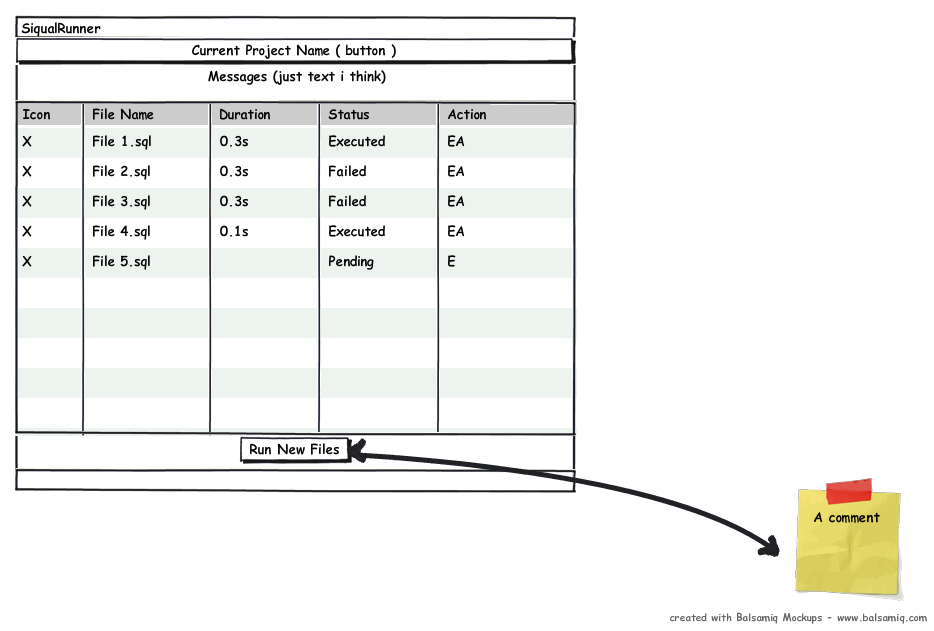 SiqualRunner
Current Project Name ( button )
Messages (just text i think)
Icon File Name Duration Status Action
X File 1.sql 0.3s Executed EA
X File 2.sql 0.3s Failed EA
X File 3.sql 0.3s Failed EA
X File 4.sql 0.1s Executed EA
X File 5.sql Pending E
Run New Files
A comment
created with Balsamiq Mockups - www.balsamiq.com